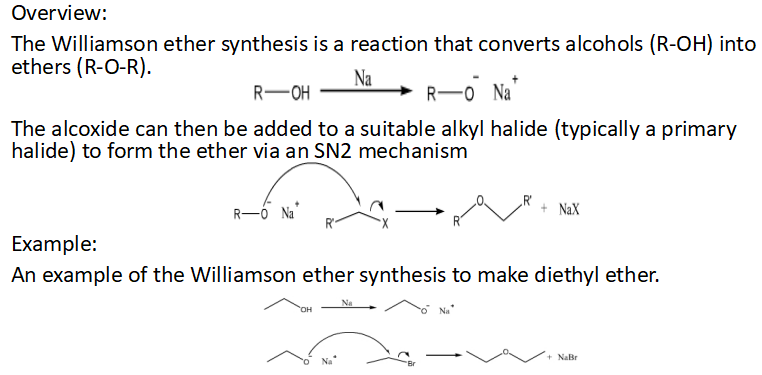 Overview:
The Williamson ether synthesis is a reaction that converts alcohols (R-OH) into
ethers (R-O-R).
Na
R—OH R—O⁻ Na⁺
The alcoxide can then be added to a suitable alkyl halide (typically a primary
halide) to form the ether via an SN2 mechanism
R—O⁻ Na⁺ R' X R O R' + NaX
Example:
An example of the Williamson ether synthesis to make diethyl ether.
OH Na O⁻ Na⁺
O⁻ Na⁺ Br O + NaBr